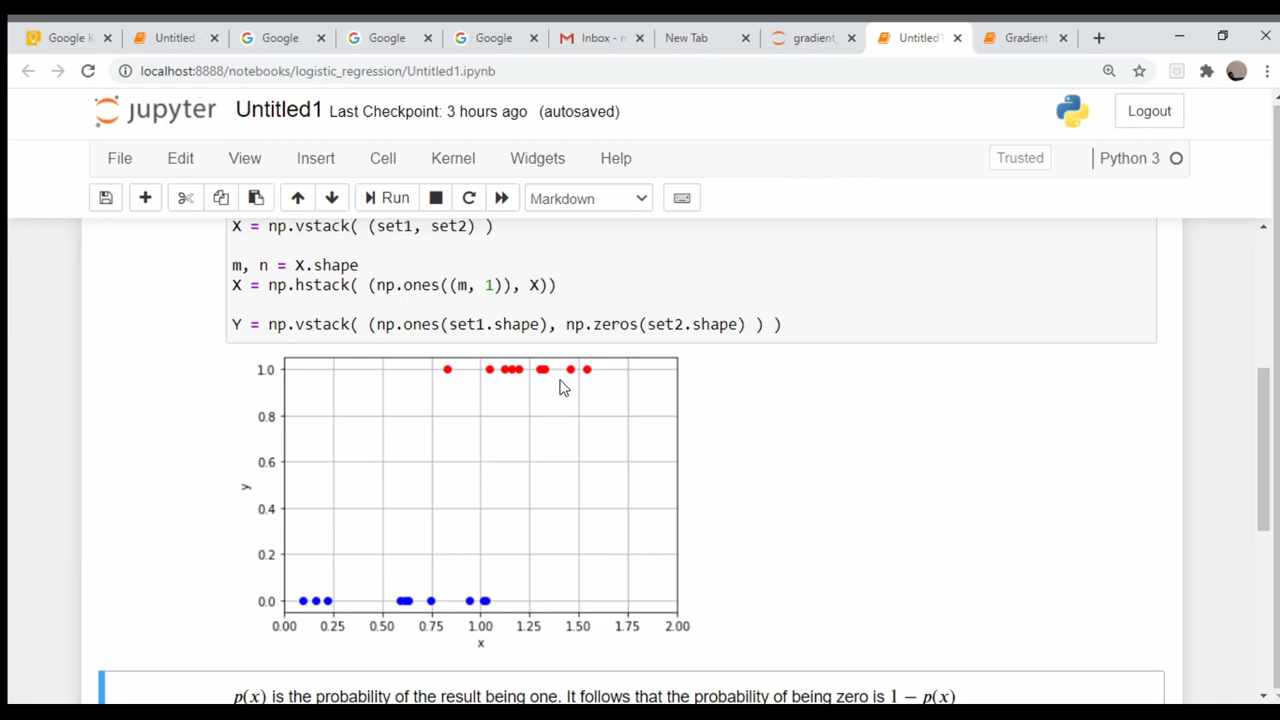 Google K Untitled Google Google Google Inbox - m New Tab gradient_ Untitled1 Gradient
localhost:8888/notebooks/logistic_regression/Untitled1.ipynb
jupyter Untitled1 Last Checkpoint: 3 hours ago (autosaved) Logout
File Edit View Insert Cell Kernel Widgets Help Trusted Python 3
Run Markdown
X = np.vstack( (set1, set2) )
m, n = X.shape
X = np.hstack( (np.ones((m, 1)), X))
Y = np.vstack( (np.ones(set1.shape), np.zeros(set2.shape) ) )
1.0
0.8
0.6
y
0.4
0.2
0.0
0.00 0.25 0.50 0.75 1.00 1.25 1.50 1.75 2.00
x
p(x) is the probability of the result being one. It follows that the probability of being zero is 1 − p(x)